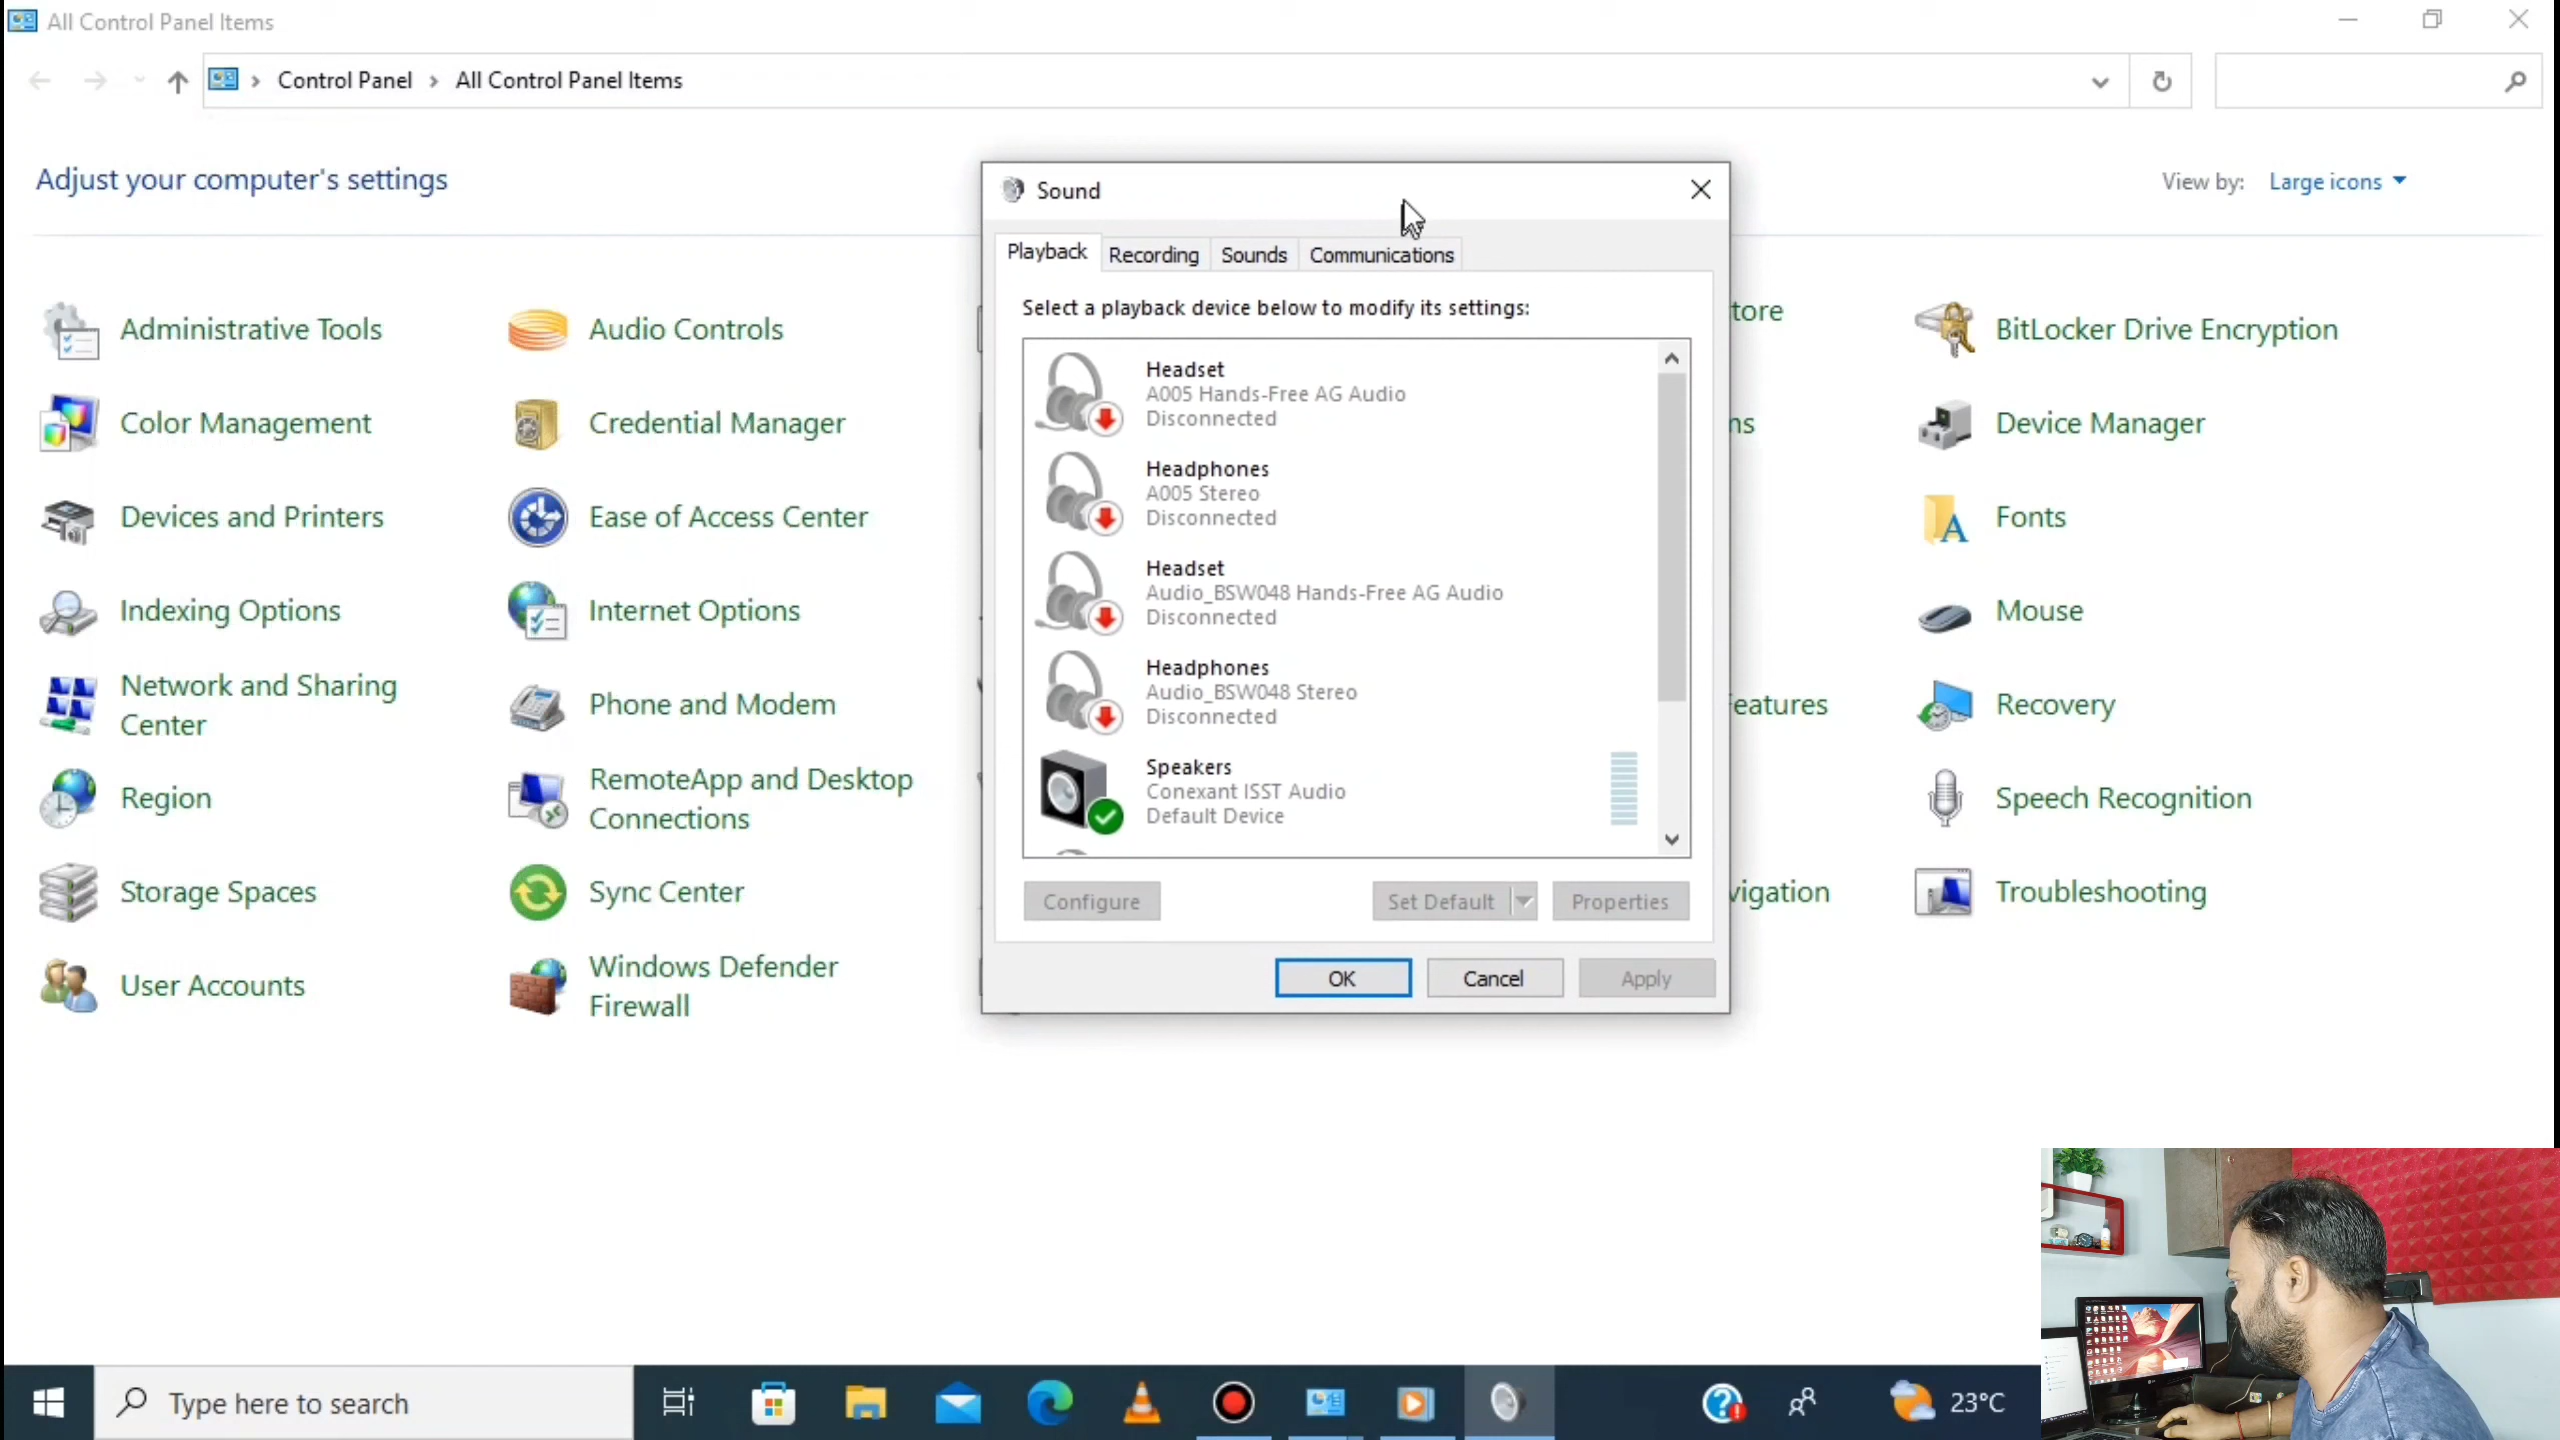 All Control Panel Items
Control Panel
All Control Panel Items
Adjust your computer's settings
View by:
Large icons
Administrative Tools
Audio Controls
tore
BitLocker Drive Encryption
Color Management
Credential Manager
ns
Device Manager
Devices and Printers
Ease of Access Center
Fonts
Indexing Options
Internet Options
Mouse
Network and Sharing
Center
Phone and Modem
eatures
Recovery
Region
RemoteApp and Desktop
Connections
Speech Recognition
Storage Spaces
Sync Center
vigation
Troubleshooting
User Accounts
Windows Defender
Firewall
Sound
Playback
Recording
Sounds
Communications
Select a playback device below to modify its settings:
Headset
A005 Hands-Free AG Audio
Disconnected
Headphones
A005 Stereo
Disconnected
Headset
Audio_BSW048 Hands-Free AG Audio
Disconnected
Headphones
Audio_BSW048 Stereo
Disconnected
Speakers
Conexant ISST Audio
Default Device
Configure
Set Default
Properties
OK
Cancel
Apply
Type here to search
23°C